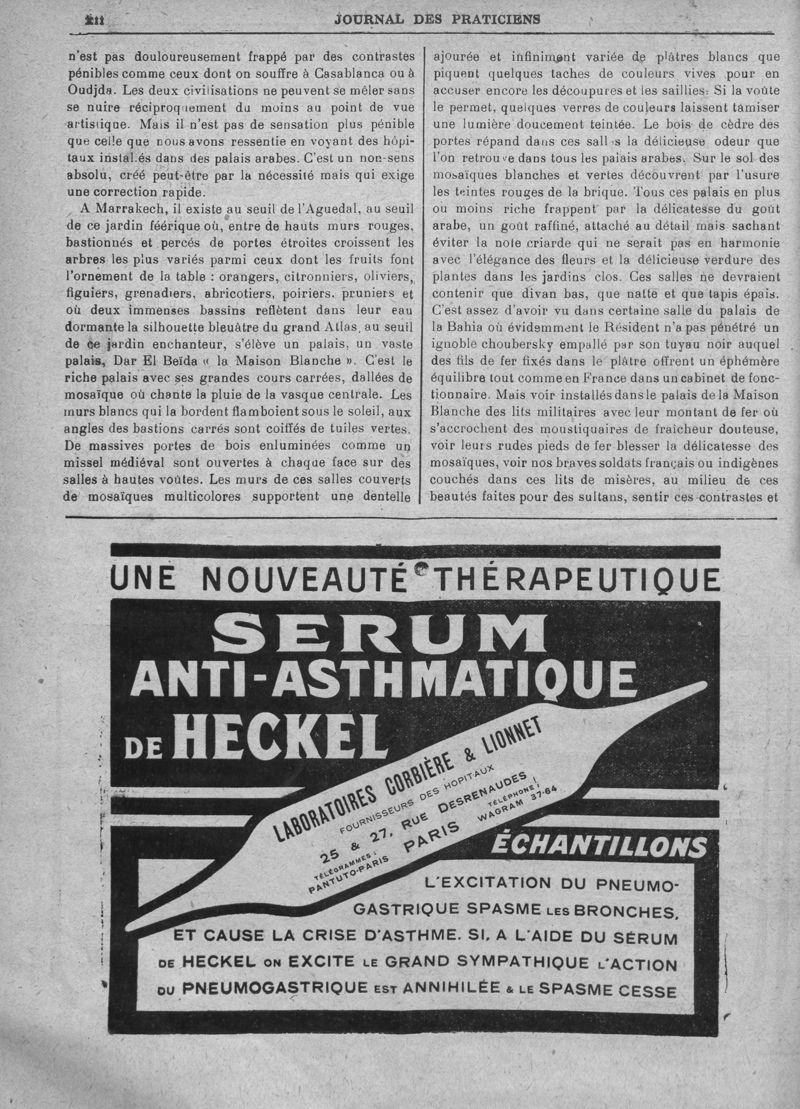 XII
JOURNAL DES PRATICIENS
n'est pas douloureusement frappé par des contrastes
pénibles comme ceux dont on souffre à Casablanca ou à
Oudjda. Les deux civilisations ne peuvent se mêler sans
se nuire réciproquement du moins au point de vue
artistique. Mais il n'est pas de sensation plus pénible
que celle que nous avons ressentie en voyant des hôpi-
taux installés dans des palais arabes. C'est un non-sens
absolu, créé peut-être par la nécessité mais qui exige
une correction rapide.
A Marrakech, il existe au seuil de l'Aguedal, au seuil
de ce jardin féérique où, entre de hauts murs rouges,
bastionnés et percés de portes étroites croissent les
arbres les plus variés parmi ceux dont les fruits font
l'ornement de la table : orangers, citronniers, oliviers,
figuiers, grenadiers, abricotiers, poiriers, pruniers et
où deux immenses bassins reflètent dans leur eau
dormante la silhouette bleuâtre du grand Atlas, au seuil
de ce jardin enchanteur, s'élève un palais, un vaste
palais, Dar El Beïda « la Maison Blanche ». C'est le
riche palais avec ses grandes cours carrées, dallées de
mosaïque où chante la pluie de la vasque centrale. Les
murs blancs qui la bordent flamboient sous le soleil, aux
angles des bastions carrés sont coiffés de tuiles vertes.
De massives portes de bois enluminées comme un
missel médiéval sont ouvertes à chaque face sur des
salles à hautes voûtes. Les murs de ces salles couverts
de mosaïques multicolores supportent une dentelle
ajourée et infiniment variée de plâtres blancs que
piquent quelques taches de couleurs vives pour en
accuser encore les découpures et les saillies: Si la voûte
le permet, quelques verres de couleurs laissent tamiser
une lumière doucement teintée. Le bois de cèdre des
portes répand dans ces salles la délicieuse odeur que
l'on retrouve dans tous les palais arabes. Sur le sol des
mosaïques blanches et vertes découvrent par l'usure
les teintes rouges de la brique. Tous ces palais en plus
ou moins riche frappent par la délicatesse du goût
arabe, un goût raffiné, attaché au détail mais sachant
éviter la note criarde qui ne serait pas en harmonie
avec l'élégance des fleurs et la délicieuse verdure des
plantes dans les jardins clos. Ces salles ne devraient
contenir que divan bas, que natte et que tapis épais.
C'est assez d'avoir vu dans certaine salle du palais de
la Bahia où évidemment le Résident n'a pas pénétré un
ignoble choubersky empallé par son tuyau noir auquel
des fils de fer fixés dans le plâtre offrent un éphémère
équilibre tout comme en France dans un cabinet de fonc-
tionnaire. Mais voir installés dans le palais de la Maison
Blanche des lits militaires avec leur montant de fer où
s'accrochent des moustiquaires de fraîcheur douteuse,
voir leurs rudes pieds de fer blesser la délicatesse des
mosaïques, voir nos braves soldats français ou indigènes
couchés dans ces lits de misères, au milieu de ces
beautés faites pour des sultans, sentir ces contrastes et
UNE NOUVEAUTÉ THÉRAPEUTIQUE
SERUM
ANTI-ASTHMATIQUE
DE HECKEL
LABORATOIRES CORBIÈRE & LIONNET
FOURNISSEURS DES HOPITAUX
25 & 27, RUE DESRENAUDES
TÉLÉGRAMMES:
PANTUTO-PARIS
PARIS
TÉLÉPHONE:
WAGRAM 37-64
ÉCHANTILLONS
L'EXCITATION DU PNEUMO-
GASTRIQUE SPASME LES BRONCHES,
ET CAUSE LA CRISE D'ASTHME. SI, A L'AIDE DU SÉRUM
DE HECKEL ON EXCITE LE GRAND SYMPATHIQUE L'ACTION
DU PNEUMOGASTRIQUE EST ANNIHILÉE & LE SPASME CESSE